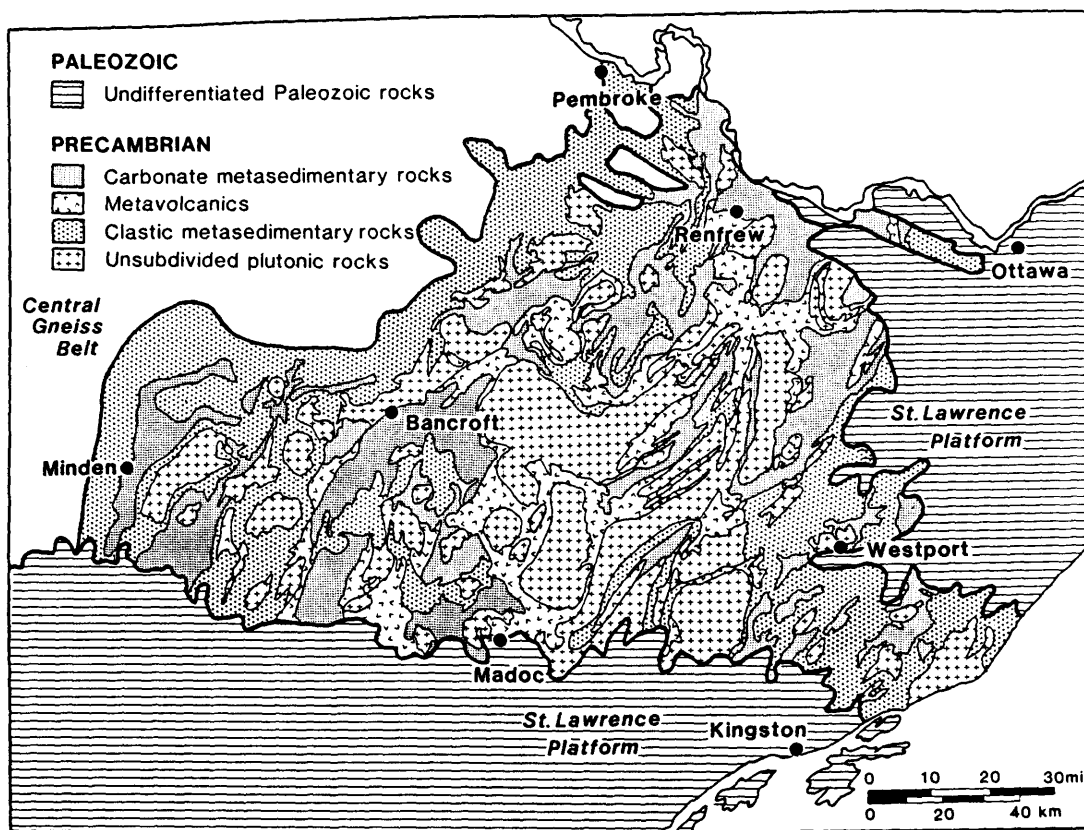 PALEOZOIC
Undifferentiated Paleozoic rocks
PRECAMBRIAN
Carbonate metasedimentary rocks
Metavolcanics
Clastic metasedimentary rocks
Unsubdivided plutonic rocks
Pembroke
Renfrew
Ottawa
Central
Gneiss
Belt
Bancroft
St. Lawrence
Platform
Minden
Westport
Madoc
St. Lawrence
Platform
Kingston
0 10 20 30mi
0 20 40 km